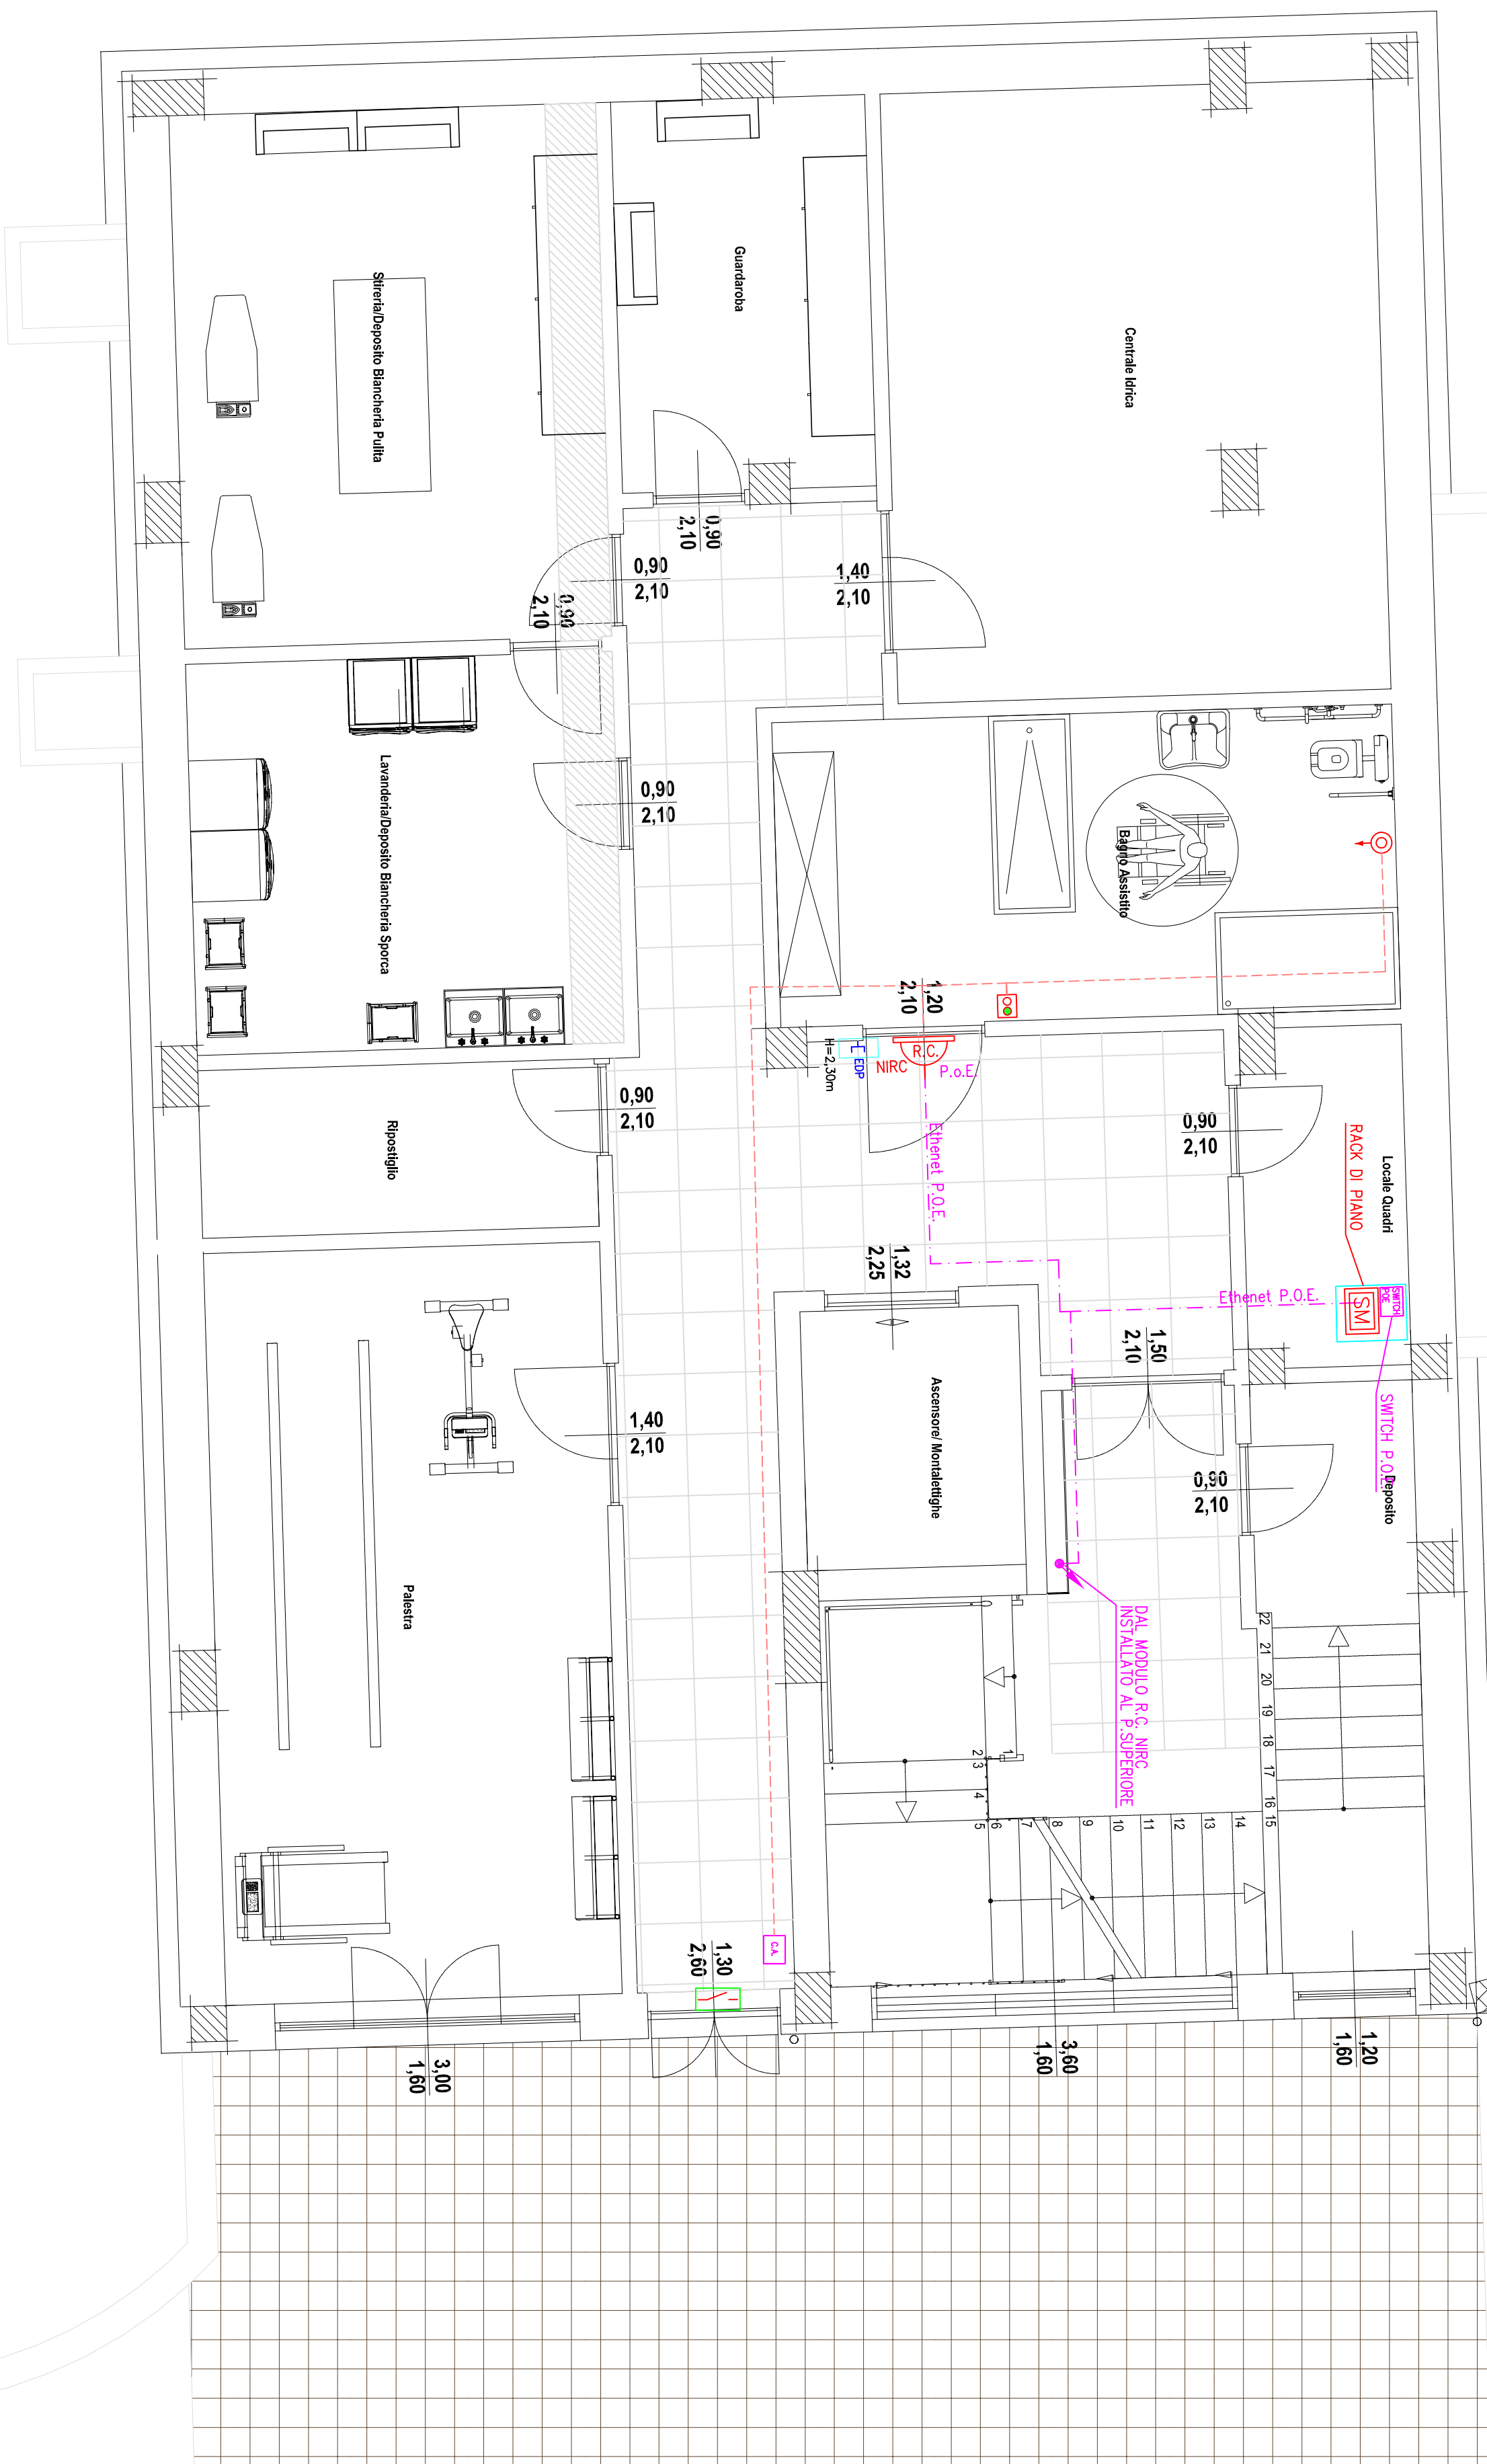 Guardaroba
Centrale Idrica
Stireria/Deposito Biancheria Pulita
0,90
2,10
0,90
2,10
1,40
2,10
0,90
2,10
0,90
2,10
Lavanderia/Deposito Biancheria Sporca
Bagno Assistito
1,20
2,10
H=2,30m
EDP
R.C.
NIRC
P.o.E.
Ethenet P.O.E.
0,90
2,10
Ripostiglio
0,90
2,10
Locale Quadri
RACK DI PIANO
SWITCH
POE
SM
Ethenet P.O.E.
SWITCH P.O.E.
Deposito
1,32
2,25
1,50
2,10
Ascensore/ Montalettighe
1,40
2,10
0,90
2,10
Palestra
DAL MODULO R.C. NIRC
INSTALLATO AL P.SUPERIORE
1
2
3
4
5
6
7
8
9
10
11
12
13
14
15
16
17
18
19
20
21
22
C.A.
1,30
2,60
3,00
1,60
3,60
1,60
1,20
1,60